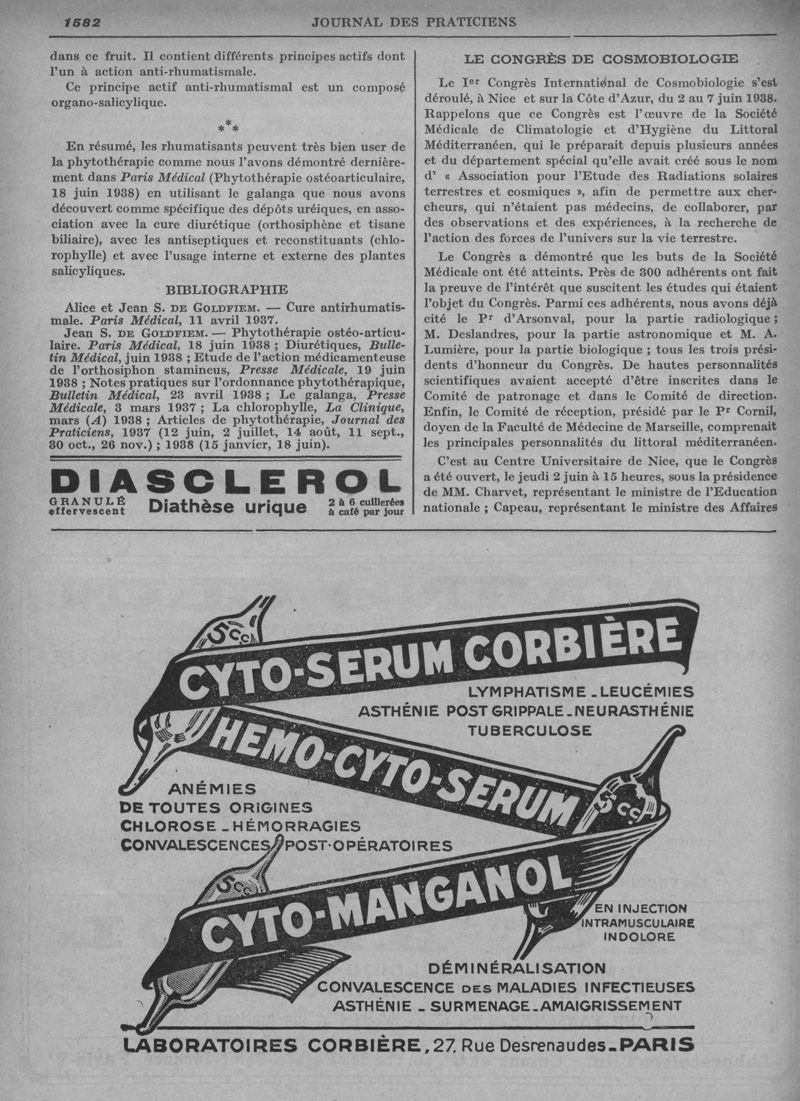 1582
JOURNAL DES PRATICIENS
dans ce fruit. Il contient différents principes actifs dont
l'un à action anti-rhumatismale.
Ce principe actif anti-rhumatismal est un composé
organo-salicylique.
***
En résumé, les rhumatisants peuvent très bien user de
la phytothérapie comme nous l'avons démontré dernière-
ment dans Paris Médical (Phytothérapie ostéoarticulaire,
18 juin 1938) en utilisant le galanga que nous avons
découvert comme spécifique des dépôts uréiques, en asso-
ciation avec la cure diurétique (orthosiphène et tisane
biliaire), avec les antiseptiques et reconstituants (chlo-
rophylle) et avec l'usage interne et externe des plantes
salicyliques.
BIBLIOGRAPHIE
Alice et Jean S. DE GOLDFIEM. — Cure antirhumatis-
male. Paris Médical, 11 avril 1937.
Jean S. DE GOLDFIEM. — Phytothérapie ostéo-articu-
laire. Paris Médical, 18 juin 1938 ; Diurétiques, Bulle-
tin Médical, juin 1938 ; Etude de l'action médicamenteuse
de l'orthosiphon stamineus, Presse Médicale, 19 juin
1938 ; Notes pratiques sur l'ordonnance phytothérapique,
Bulletin Médical, 23 avril 1938 ; Le galanga, Presse
Médicale, 3 mars 1937 ; La chlorophylle, La Clinique,
mars (A) 1938 ; Articles de phytothérapie, Journal des
Praticiens, 1937 (12 juin, 2 juillet, 14 août, 11 sept.,
30 oct., 26 nov.) ; 1938 (15 janvier, 18 juin).
DIASCLEROL
GRANULÉ
effervescent
Diathèse urique
2 à 6 cuillerées
à café par jour
LE CONGRÈS DE COSMOBIOLOGIE
Le Ier Congrès International de Cosmobiologie s'est
déroulé, à Nice et sur la Côte d'Azur, du 2 au 7 juin 1938.
Rappelons que ce Congrès est l'œuvre de la Société
Médicale de Climatologie et d'Hygiène du Littoral
Méditerranéen, qui le préparait depuis plusieurs années
et du département spécial qu'elle avait créé sous le nom
d' « Association pour l'Etude des Radiations solaires
terrestres et cosmiques », afin de permettre aux cher-
cheurs, qui n'étaient pas médecins, de collaborer, par
des observations et des expériences, à la recherche de
l'action des forces de l'univers sur la vie terrestre.
Le Congrès a démontré que les buts de la Société
Médicale ont été atteints. Près de 300 adhérents ont fait
la preuve de l'intérêt que suscitent les études qui étaient
l'objet du Congrès. Parmi ces adhérents, nous avons déjà
cité le Pr d'Arsonval, pour la partie radiologique ;
M. Deslandres, pour la partie astronomique et M. A.
Lumière, pour la partie biologique ; tous les trois prési-
dents d'honneur du Congrès. De hautes personnalités
scientifiques avaient accepté d'être inscrites dans le
Comité de patronage et dans le Comité de direction.
Enfin, le Comité de réception, présidé par le Pr Cornil,
doyen de la Faculté de Médecine de Marseille, comprenait
les principales personnalités du littoral méditerranéen.
C'est au Centre Universitaire de Nice, que le Congrès
a été ouvert, le jeudi 2 juin à 15 heures, sous la présidence
de MM. Charvet, représentant le ministre de l'Education
nationale ; Capeau, représentant le ministre des Affaires
5cc.
CYTO-SERUM CORBIÈRE
LYMPHATISME _ LEUCÉMIES
ASTHÉNIE POST GRIPPALE _ NEURASTHÉNIE
TUBERCULOSE
HEMO-CYTO-SERUM
5cc
ANÉMIES
DE TOUTES ORIGINES
CHLOROSE _ HÉMORRAGIES
CONVALESCENCES POST-OPÉRATOIRES
5cc
CYTO-MANGANOL
EN INJECTION
INTRAMUSCULAIRE
INDOLORE
DÉMINÉRALISATION
CONVALESCENCE DES MALADIES INFECTIEUSES
ASTHÉNIE _ SURMENAGE _ AMAIGRISSEMENT
LABORATOIRES CORBIÈRE, 27, Rue Desrenaudes _ PARIS